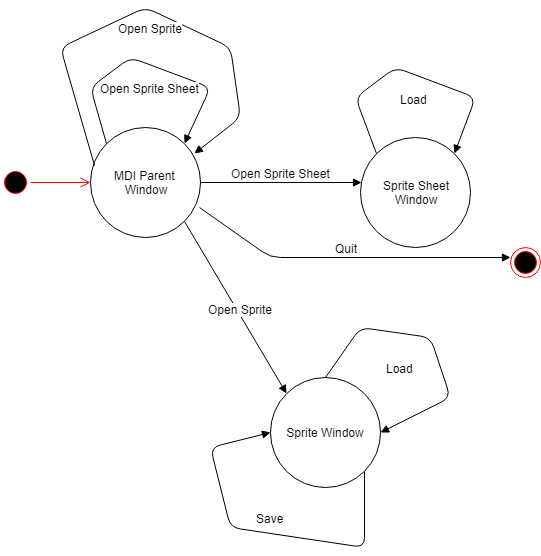 Open Sprite
Open Sprite Sheet
Load
MDI Parent
Window
Open Sprite Sheet
Sprite Sheet
Window
Quit
Open Sprite
Load
Sprite Window
Save